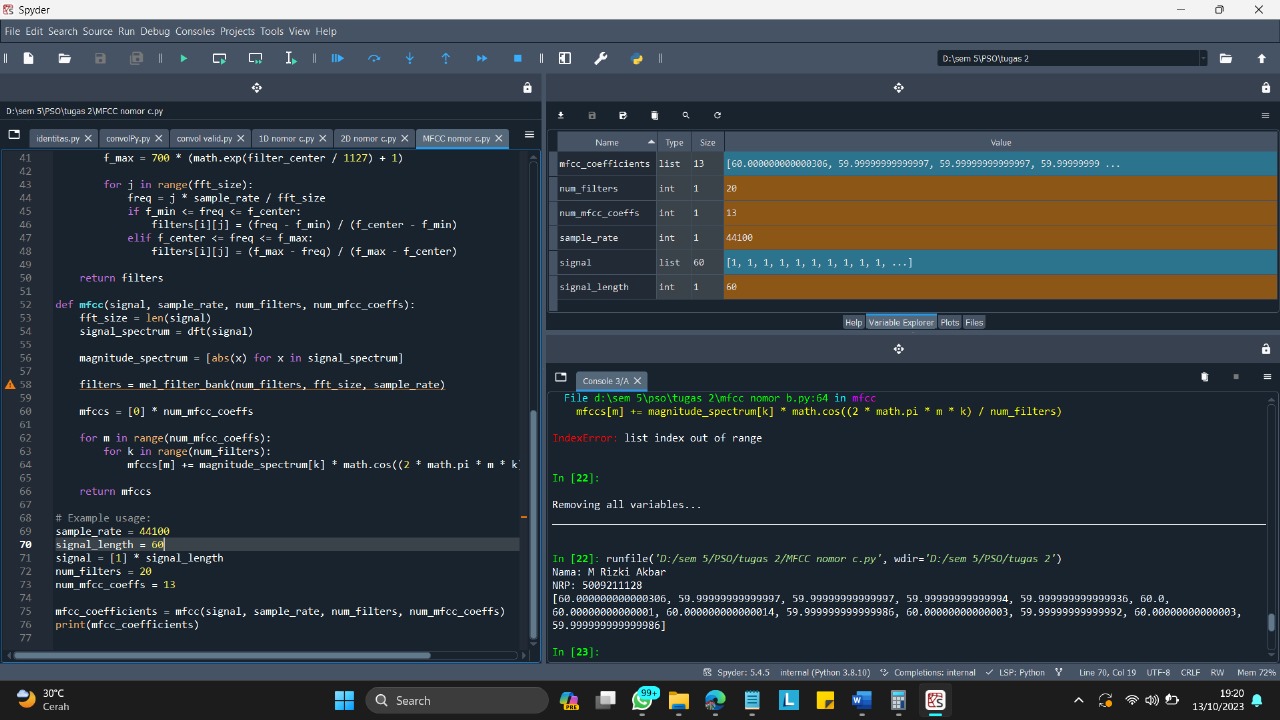 Spyder
File Edit Search Source Run Debug Consoles Projects Tools View Help
D:\sem 5\PSO\tugas 2
D:\sem 5\PSO\tugas 2\MFCC nomor c.py
identitas.py convolPy.py convol valid.py 1D nomor c.py 2D nomor c.py MFCC nomor c.py
41 f_max = 700 * (math.exp(filter_center / 1127) + 1)
42
43 for j in range(fft_size):
44 freq = j * sample_rate / fft_size
45 if f_min <= freq <= f_center:
46 filters[i][j] = (freq - f_min) / (f_center - f_min)
47 elif f_center <= freq <= f_max:
48 filters[i][j] = (f_max - freq) / (f_max - f_center)
49
50 return filters
51
52 def mfcc(signal, sample_rate, num_filters, num_mfcc_coeffs):
53 fft_size = len(signal)
54 signal_spectrum = dft(signal)
55
56 magnitude_spectrum = [abs(x) for x in signal_spectrum]
57
58 filters = mel_filter_bank(num_filters, fft_size, sample_rate)
59
60 mfccs = [0] * num_mfcc_coeffs
61
62 for m in range(num_mfcc_coeffs):
63 for k in range(num_filters):
64 mfccs[m] += magnitude_spectrum[k] * math.cos((2 * math.pi * m * k
65
66 return mfccs
67
68 # Example usage:
69 sample_rate = 44100
70 signal_length = 60
71 signal = [1] * signal_length
72 num_filters = 20
73 num_mfcc_coeffs = 13
74
75 mfcc_coefficients = mfcc(signal, sample_rate, num_filters, num_mfcc_coeffs)
76 print(mfcc_coefficients)
77
Name Type Size Value
mfcc_coefficients list 13 [60.000000000000306, 59.99999999999997, 59.99999999999997, 59.99999999 ...
num_filters int 1 20
num_mfcc_coeffs int 1 13
sample_rate int 1 44100
signal list 60 [1, 1, 1, 1, 1, 1, 1, 1, 1, 1, ...]
signal_length int 1 60
Help Variable Explorer Plots Files
Console 3/A
File d:\sem 5\pso\tugas 2\mfcc nomor b.py:64 in mfcc
mfccs[m] += magnitude_spectrum[k] * math.cos((2 * math.pi * m * k) / num_filters)
IndexError: list index out of range
In [22]:
Removing all variables...
In [22]: runfile('D:/sem 5/PSO/tugas 2/MFCC nomor c.py', wdir='D:/sem 5/PSO/tugas 2')
Nama: M Rizki Akbar
NRP: 5009211128
[60.000000000000306, 59.99999999999997, 59.99999999999997, 59.99999999999994, 59.99999999999936, 60.0,
60.00000000000001, 60.000000000000014, 59.999999999999986, 60.00000000000003, 59.99999999999992, 60.00000000000003,
59.999999999999986]
In [23]:
Spyder: 5.4.5 internal (Python 3.8.10) Completions: internal LSP: Python Line 70, Col 19 UTF-8 CRLF RW Mem 72%
30°C
Cerah
Search
PRE
99+
19:20
13/10/2023